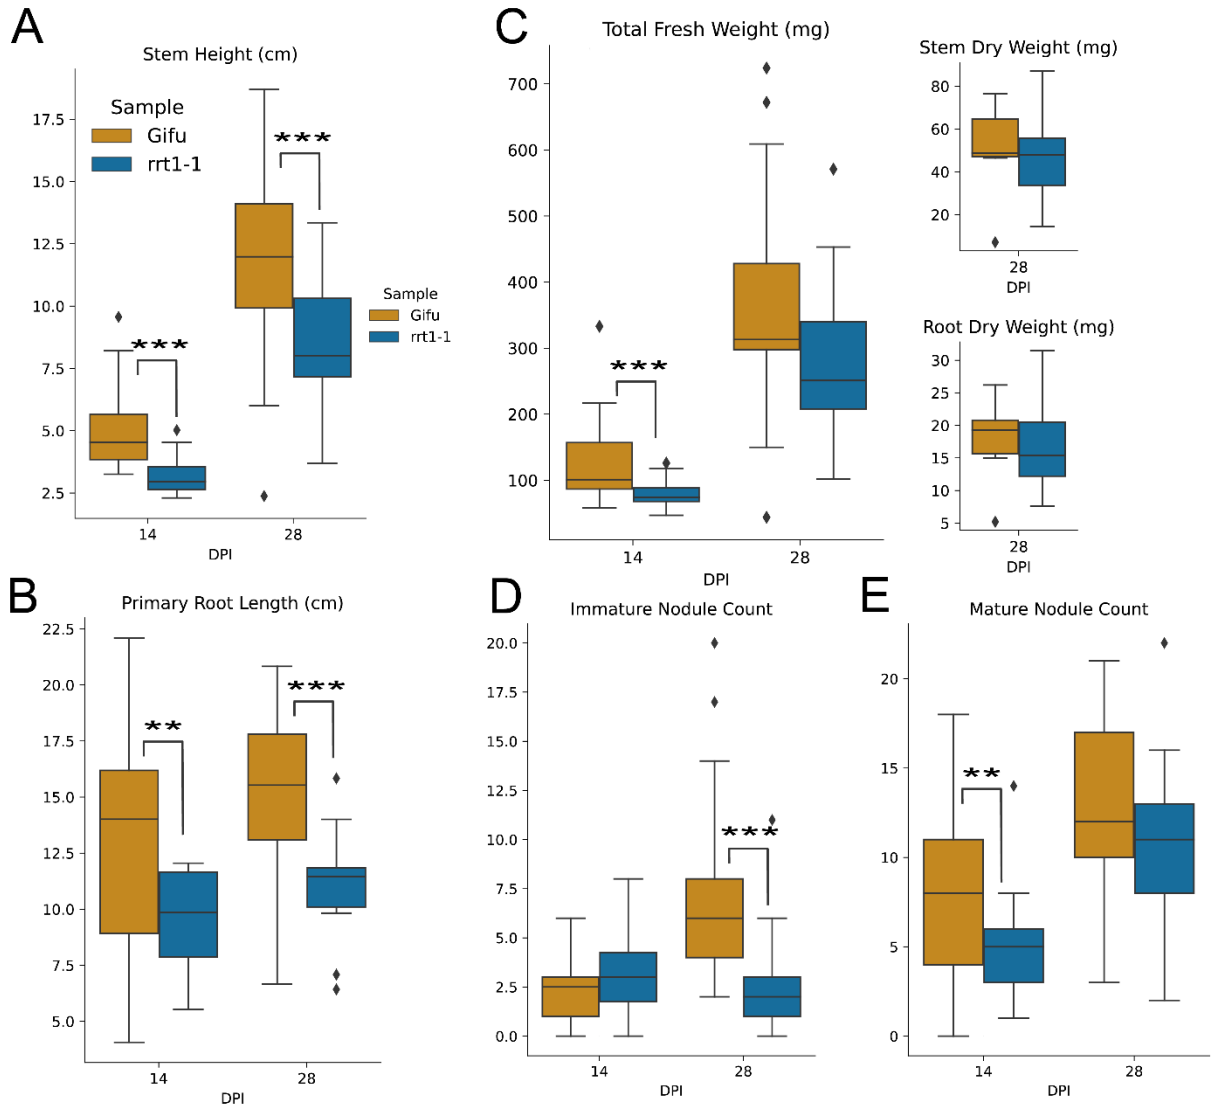 A
Stem Height (cm)
17.5
15.0
12.5
10.0
7.5
5.0
2.5
Sample
Gifu
rrt1-1
***
***
Sample
Gifu
rrt1-1
14
28
DPI
C
Total Fresh Weight (mg)
700
600
500
400
300
200
100
***
14
28
DPI
Stem Dry Weight (mg)
80
60
40
20
28
DPI
Root Dry Weight (mg)
30
25
20
15
10
5
28
DPI
B
Primary Root Length (cm)
22.5
20.0
17.5
15.0
12.5
10.0
7.5
5.0
**
***
14
28
DPI
D
Immature Nodule Count
20.0
17.5
15.0
12.5
10.0
7.5
5.0
2.5
0.0
***
14
28
DPI
E
Mature Nodule Count
20
15
10
5
0
**
14
28
DPI